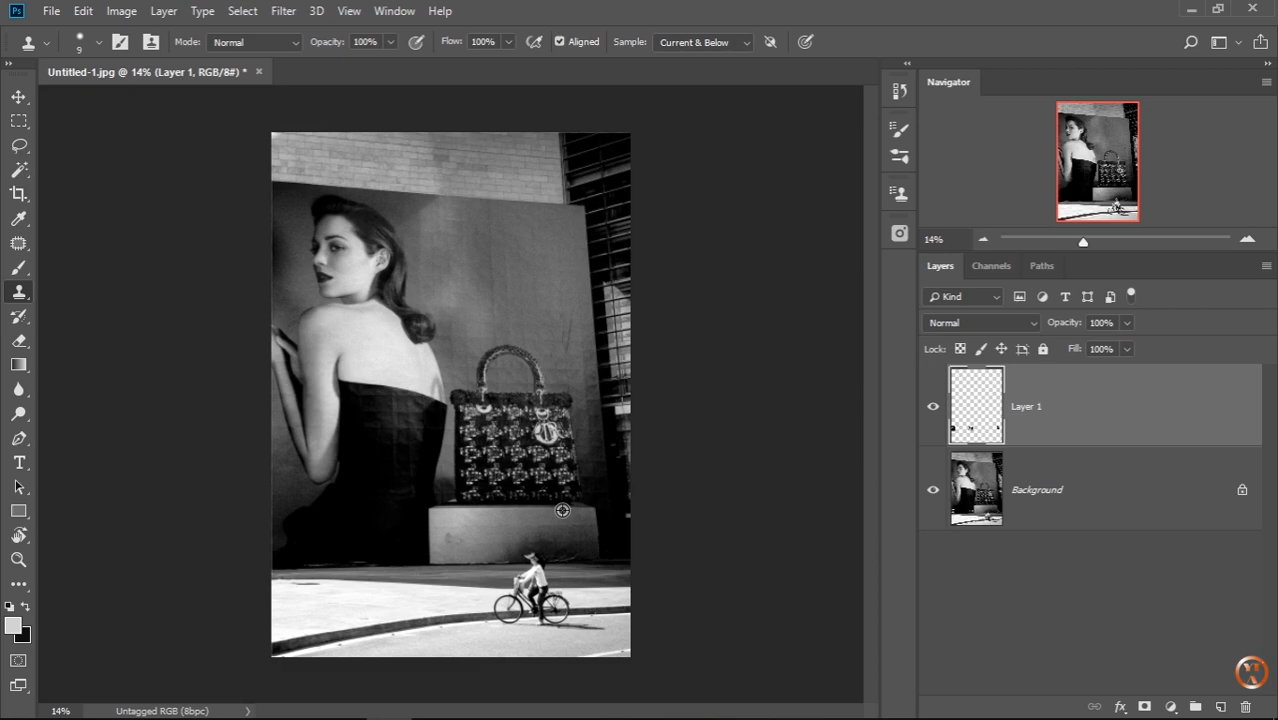 Ps File Edit Image Layer Type Select Filter 3D View Window Help
9 Mode: Normal Opacity: 100% Flow: 100% Aligned Sample: Current & Below
Untitled-1.jpg @ 14% (Layer 1, RGB/8#) * ×
Navigator
14%
Layers Channels Paths
Kind
Normal Opacity: 100%
Lock: Fill: 100%
Layer 1
Background
14% Untagged RGB (8bpc)